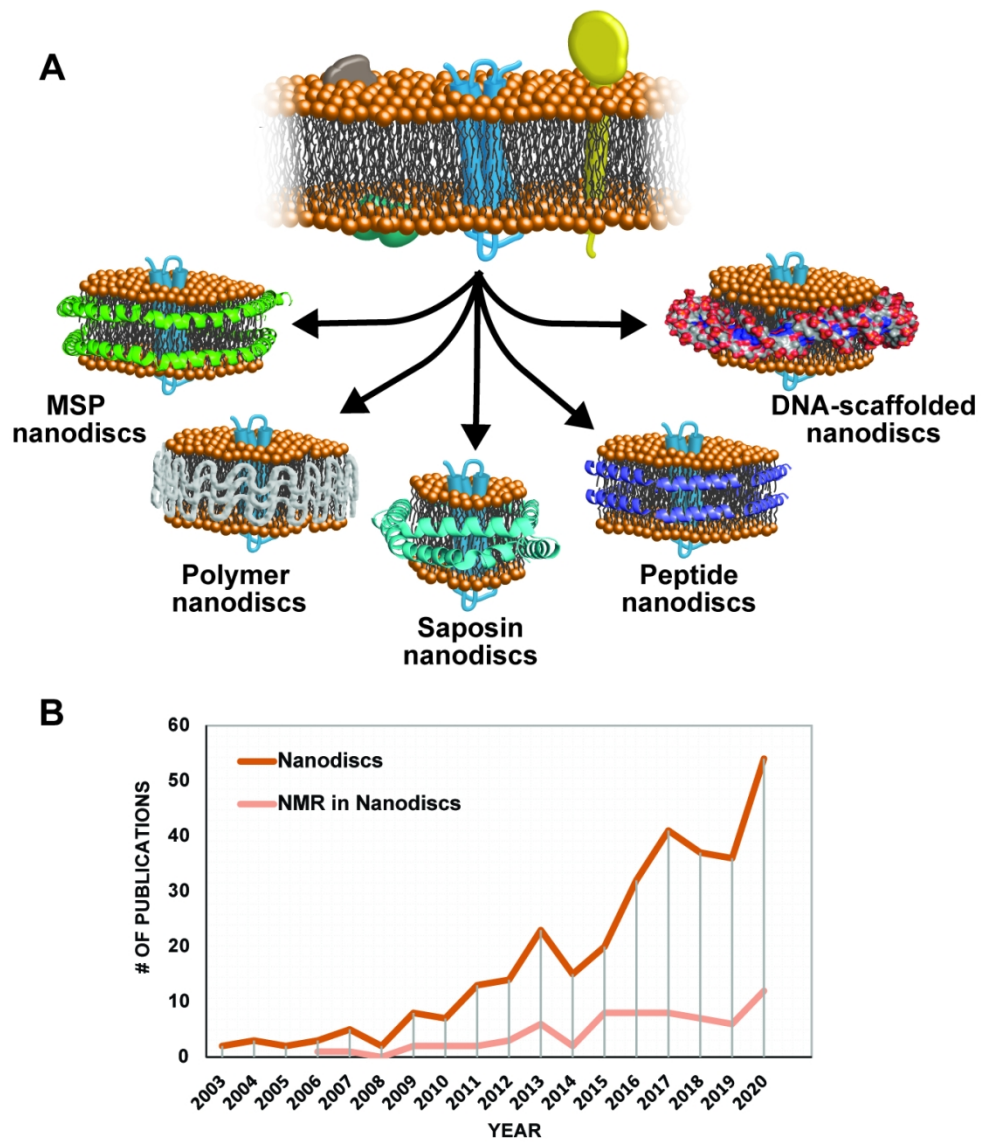 A
MSP
nanodiscs
DNA-scaffolded
nanodiscs
Polymer
nanodiscs
Saposin
nanodiscs
Peptide
nanodiscs
B
60
50
40
30
20
10
0
# OF PUBLICATIONS
Nanodiscs
NMR in Nanodiscs
2003
2004
2005
2006
2007
2008
2009
2010
2011
2012
2013
2014
2015
2016
2017
2018
2019
2020
YEAR